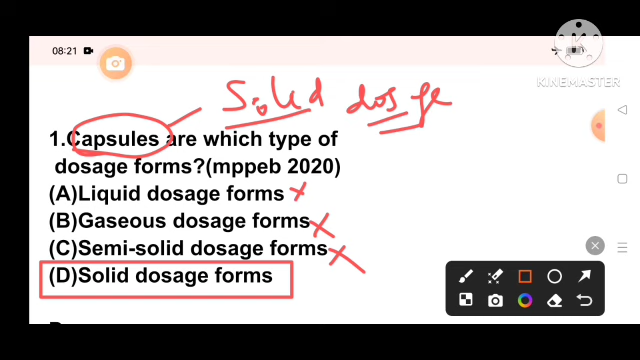 08:21
KINEMASTER
Solid dosage
1.Capsules are which type of
dosage forms?(mppeb 2020)
(A)Liquid dosage forms
(B)Gaseous dosage forms
(C)Semi-solid dosage forms
(D)Solid dosage forms